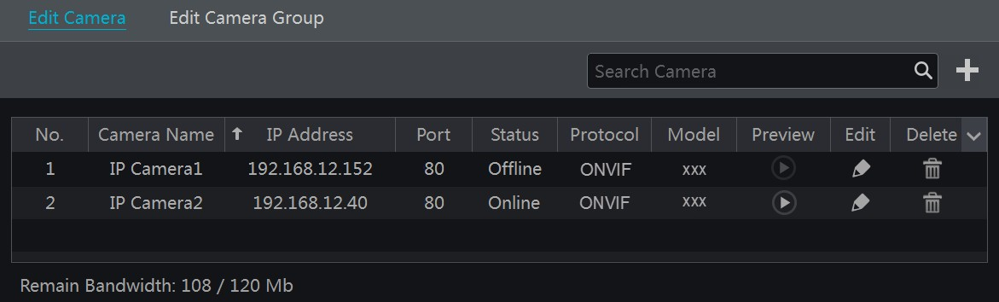 Edit Camera Edit Camera Group
Search Camera
No. Camera Name IP Address Port Status Protocol Model Preview Edit Delete
1 IP Camera1 192.168.12.152 80 Offline ONVIF xxx
2 IP Camera2 192.168.12.40 80 Online ONVIF xxx
Remain Bandwidth: 108 / 120 Mb